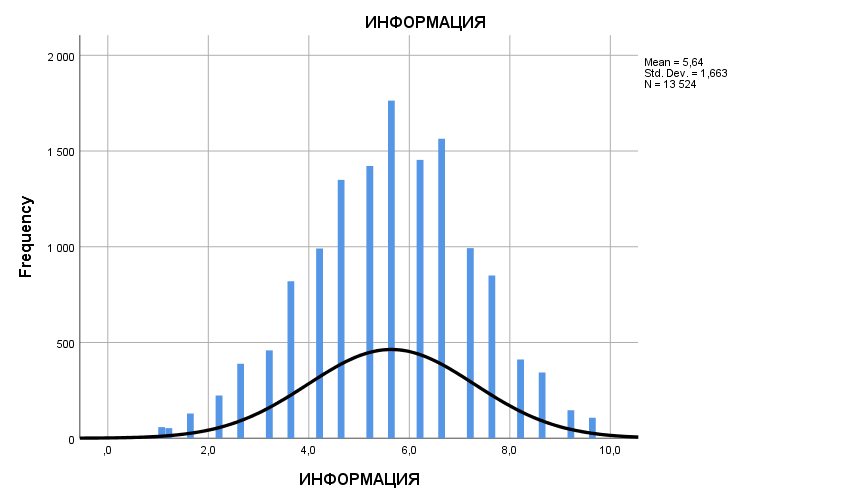 ИНФОРМАЦИЯ
Mean = 5,64
Std. Dev. = 1,663
N = 13 524
2 000
1 500
1 000
500
0
Frequency
,0
2,0
4,0
6,0
8,0
10,0
ИНФОРМАЦИЯ